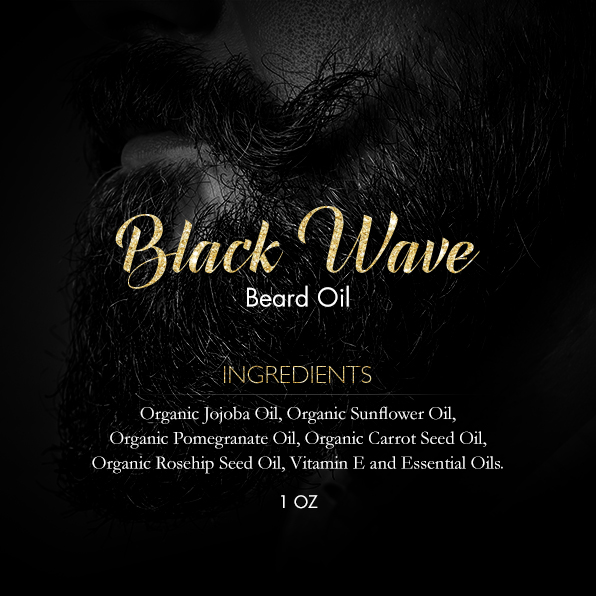 Black Wave
Beard Oil
INGREDIENTS
Organic Jojoba Oil, Organic Sunflower Oil,
Organic Pomegranate Oil, Organic Carrot Seed Oil,
Organic Rosehip Seed Oil, Vitamin E and Essential Oils.
1 OZ